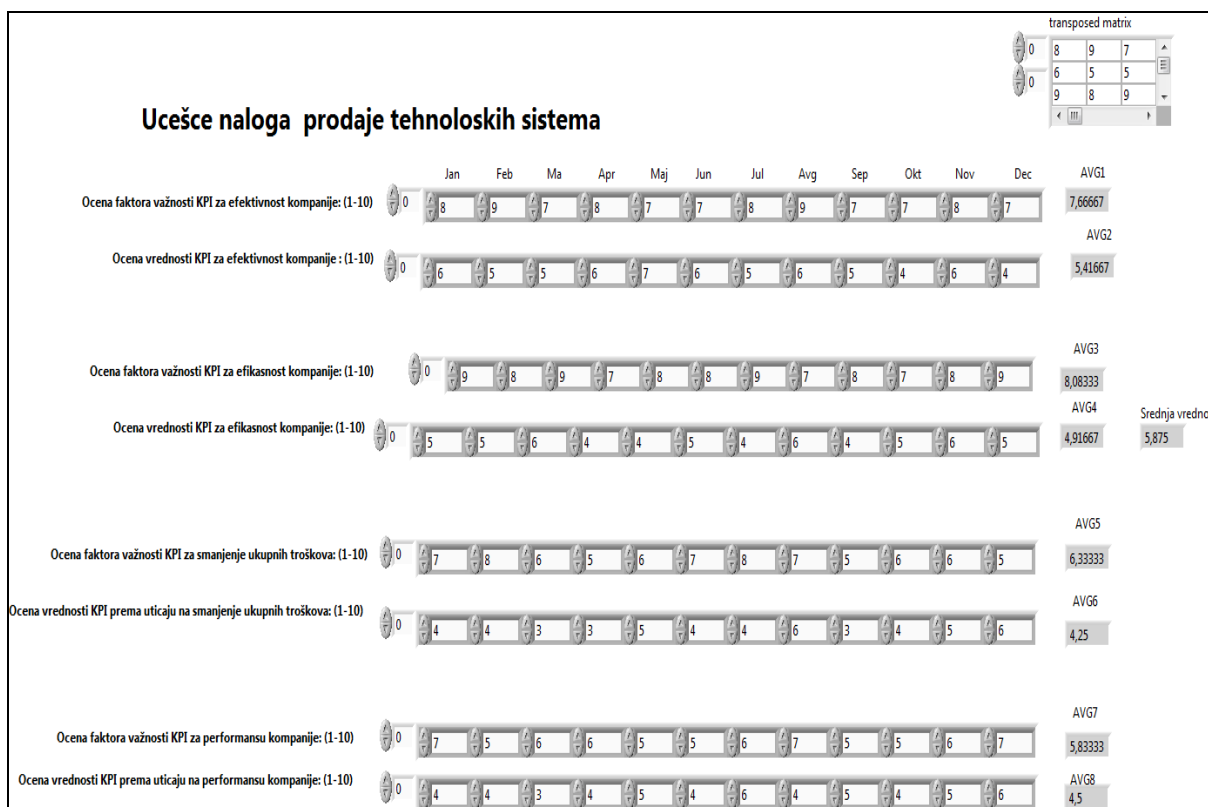 transposed matrix
0 8 9 7
0 6 5 5
9 8 9
Ucešce naloga prodaje tehnoloskih sistema
Jan Feb Ma Apr Maj Jun Jul Avg Sep Okt Nov Dec AVG1
Ocena faktora važnosti KPI za efektivnost kompanije: (1-10) 0 8 9 7 8 7 7 8 9 7 7 8 7 7,66667
AVG2
Ocena vrednosti KPI za efektivnost kompanije : (1-10) 0 6 5 5 6 7 6 5 6 5 4 6 4 5,41667
AVG3
Ocena faktora važnosti KPI za efikasnost kompanije: (1-10) 0 9 8 9 7 8 8 9 7 8 7 8 9 8,08333
AVG4 Srednja vredno
Ocena vrednosti KPI za efikasnost kompanije: (1-10) 0 5 5 6 4 4 5 4 6 4 5 6 5 4,91667 5,875
AVG5
Ocena faktora važnosti KPI za smanjenje ukupnih troškova: (1-10) 0 7 8 6 5 6 7 8 7 5 6 6 5 6,33333
AVG6
Ocena vrednosti KPI prema uticaju na smanjenje ukupnih troškova: (1-10) 0 4 4 3 3 5 4 4 6 3 4 5 6 4,25
AVG7
Ocena faktora važnosti KPI za performansu kompanije: (1-10) 0 7 5 6 6 5 5 6 7 5 5 6 7 5,83333
AVG8
Ocena vrednosti KPI prema uticaju na performansu kompanije: (1-10) 0 4 4 3 4 5 4 6 4 5 4 5 6 4,5